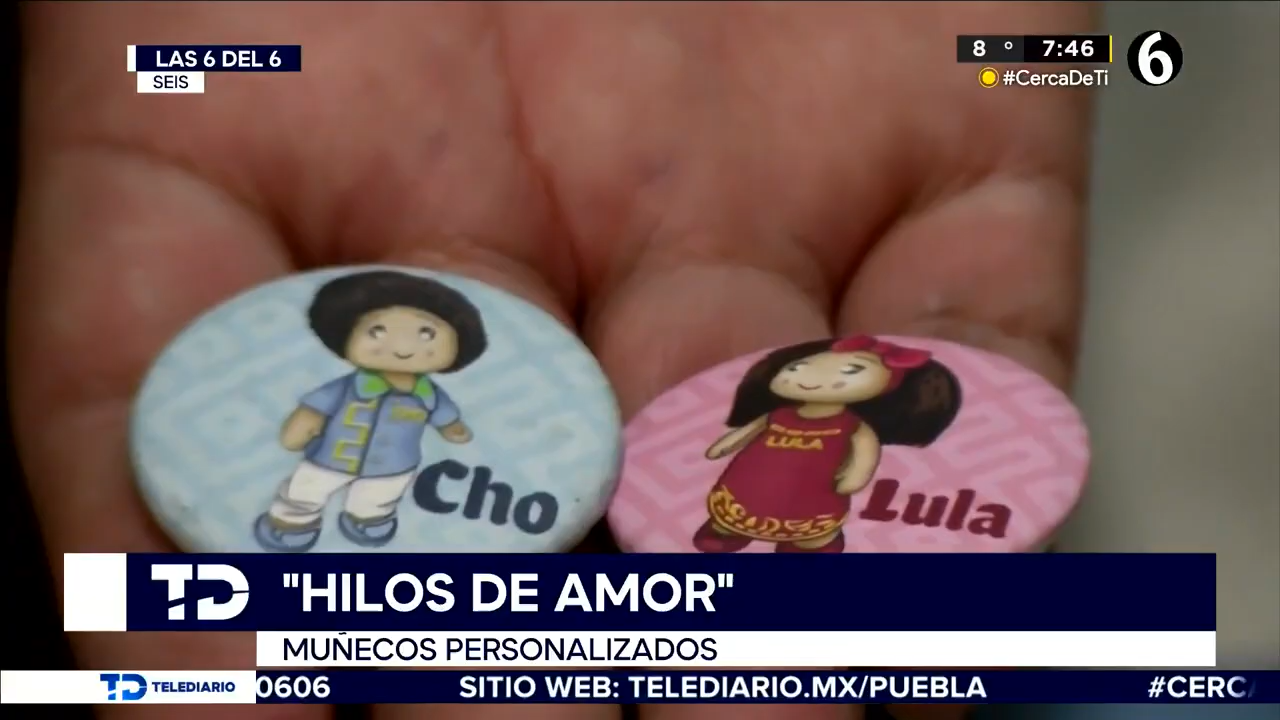 LAS 6 DEL 6
SEIS
8 ° 7:46
#CercaDeTi
6
Cho
LULA
Lula
TD
"HILOS DE AMOR"
MUÑECOS PERSONALIZADOS
TD TELEDIARIO
0606 SITIO WEB: TELEDIARIO.MX/PUEBLA #CERC